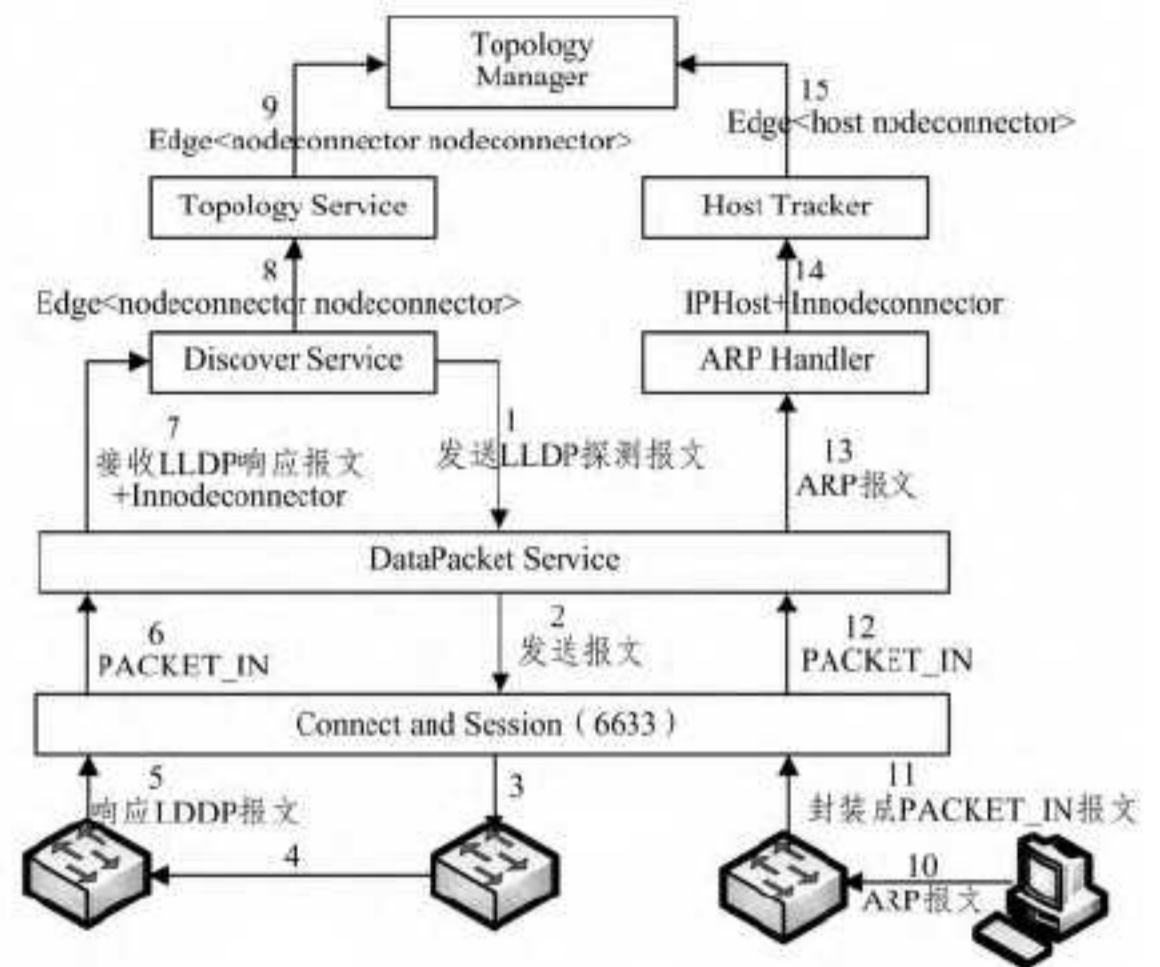 Topology
Manager
9
15
Edge<nodeconnector nodeconnector>
Edge<host nodeconnector>
Topology Service
Host Tracker
8
14
Edge<nodeconnector nodeconnector>
IPHost+Innodeconnector
Discover Service
ARP Handler
7
接收LLDP响应报文
+Innodeconnector
1
发送LLDP探测报文
13
ARP报文
DataPacket Service
6
PACKET_IN
2
发送报文
12
PACKET_IN
Connect and Session（6633）
5
响应LDDP报文
3
11
封装成PACKET_IN报文
4
10
ARP报文